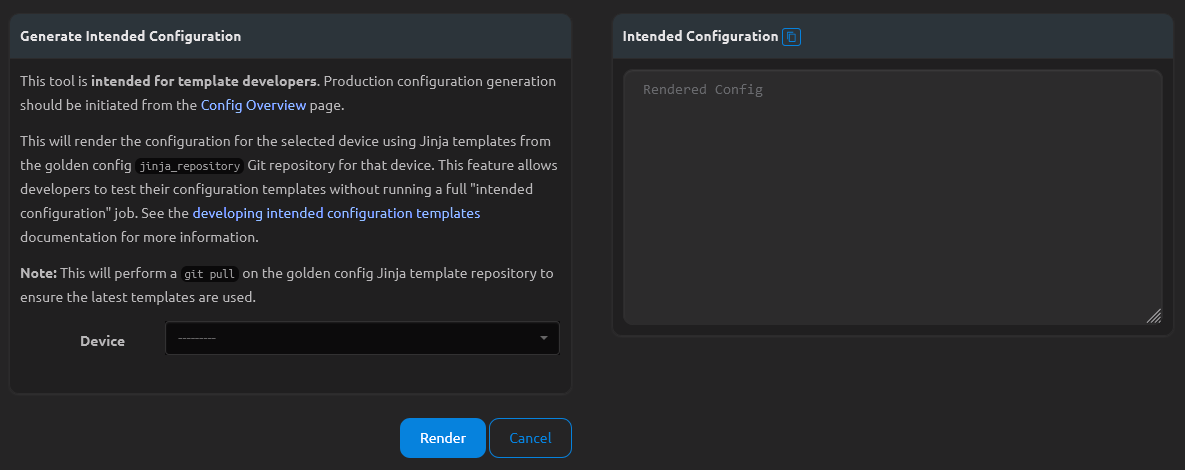 Generate Intended Configuration
This tool is intended for template developers. Production configuration generation
should be initiated from the Config Overview page.
This will render the configuration for the selected device using Jinja templates from
the golden config jinja_repository Git repository for that device. This feature allows
developers to test their configuration templates without running a full "intended
configuration" job. See the developing intended configuration templates
documentation for more information.
Note: This will perform a git pull on the golden config Jinja template repository to
ensure the latest templates are used.
Device
---------
Render
Cancel
Intended Configuration
Rendered Config